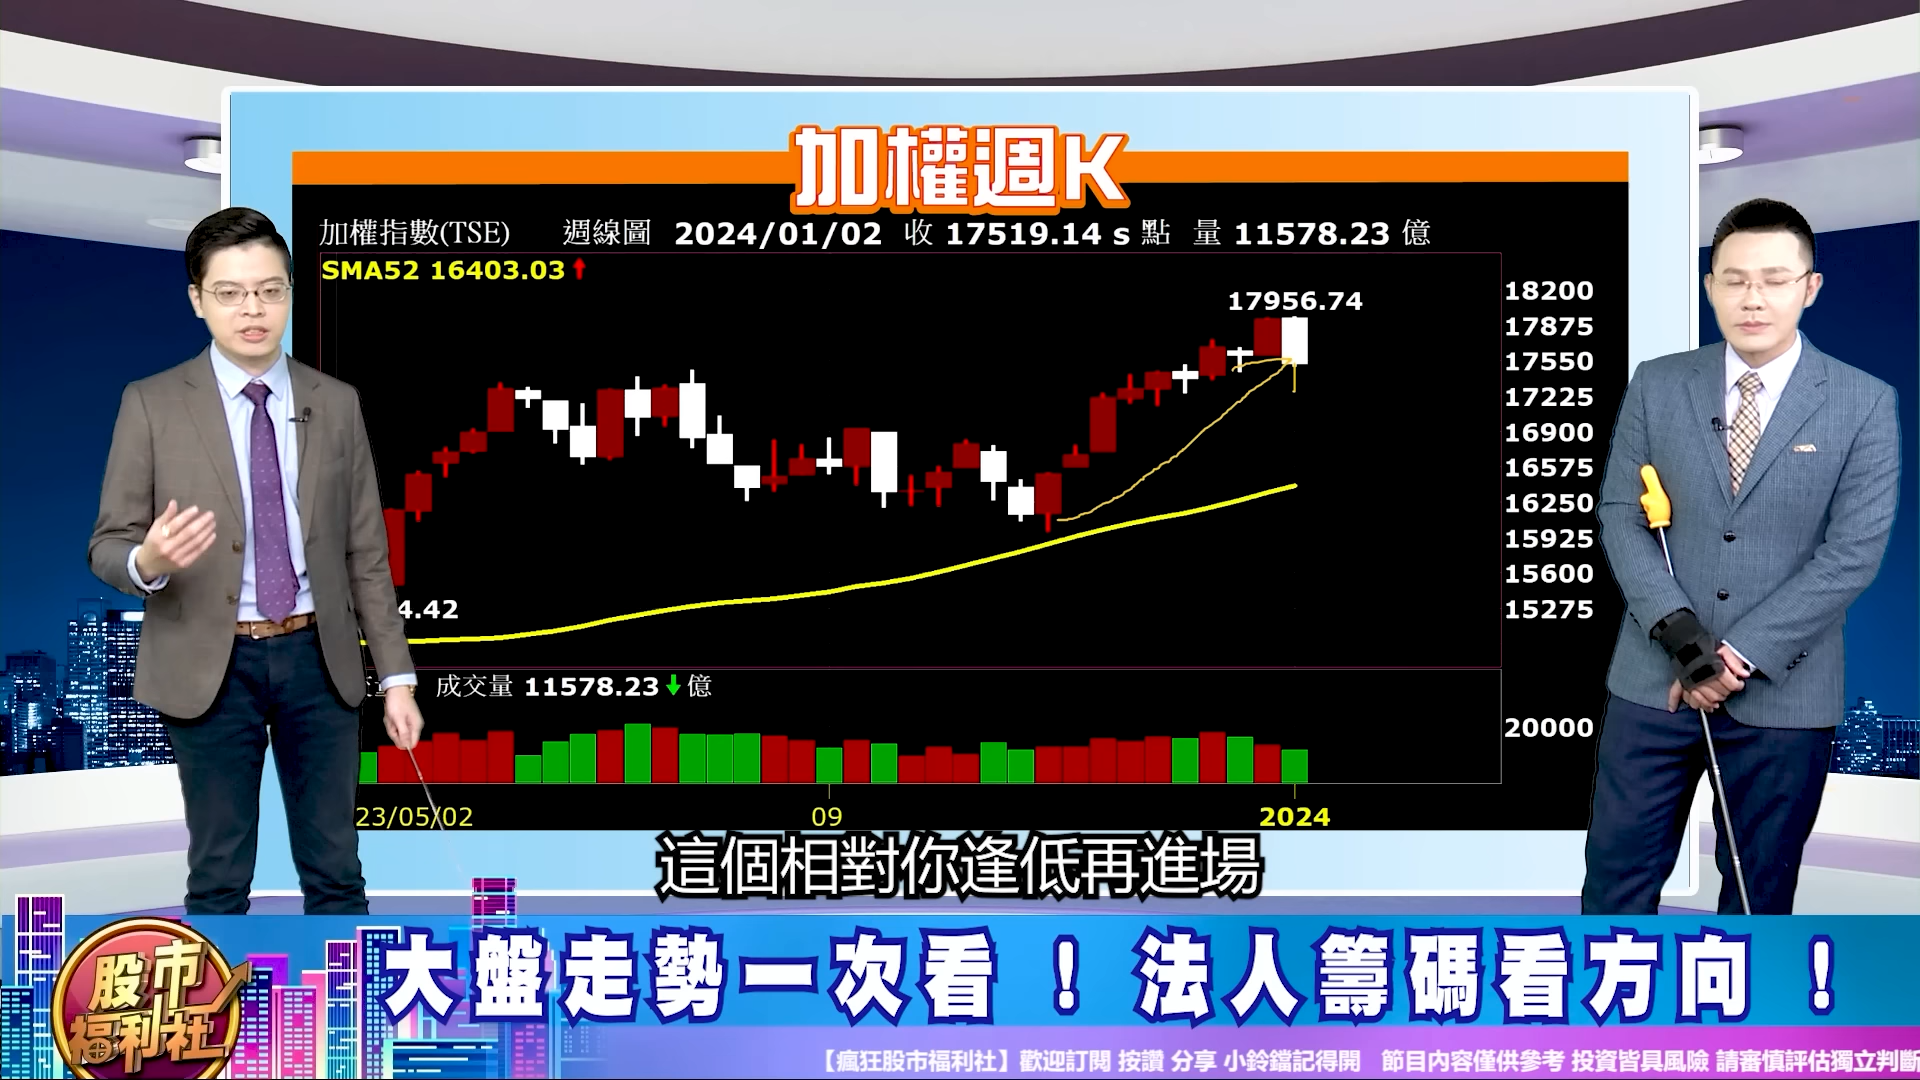 加權週K
加權指數(TSE) 週線圖 2024/01/02 收 17519.14 s 點 量 11578.23 億
SMA52 16403.03↑
17956.74
18200
17875
17550
17225
16900
16575
16250
15925
15600
15275
4.42
成交量 11578.23↓億
20000
23/05/02 09 2024
這個相對你逢低再進場
大盤走勢一次看！法人籌碼看方向！
股市福利社
【瘋狂股市福利社】歡迎訂閱 按讚 分享 小鈴鐺記得開 節目內容僅供參考 投資皆具風險 請審慎評估獨立判斷